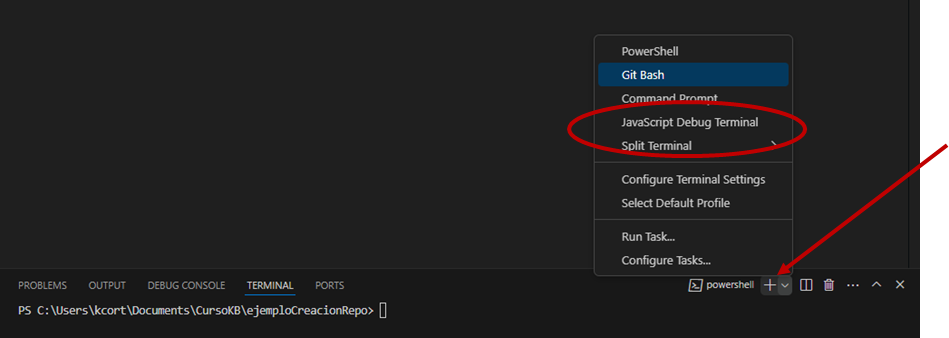 PowerShell
Git Bash
Command Prompt
JavaScript Debug Terminal
Split Terminal
Configure Terminal Settings
Select Default Profile
Run Task...
Configure Tasks...
PROBLEMS OUTPUT DEBUG CONSOLE TERMINAL PORTS powershell
PS C:\Users\kcort\Documents\CursoKB\ejemploCreacionRepo>